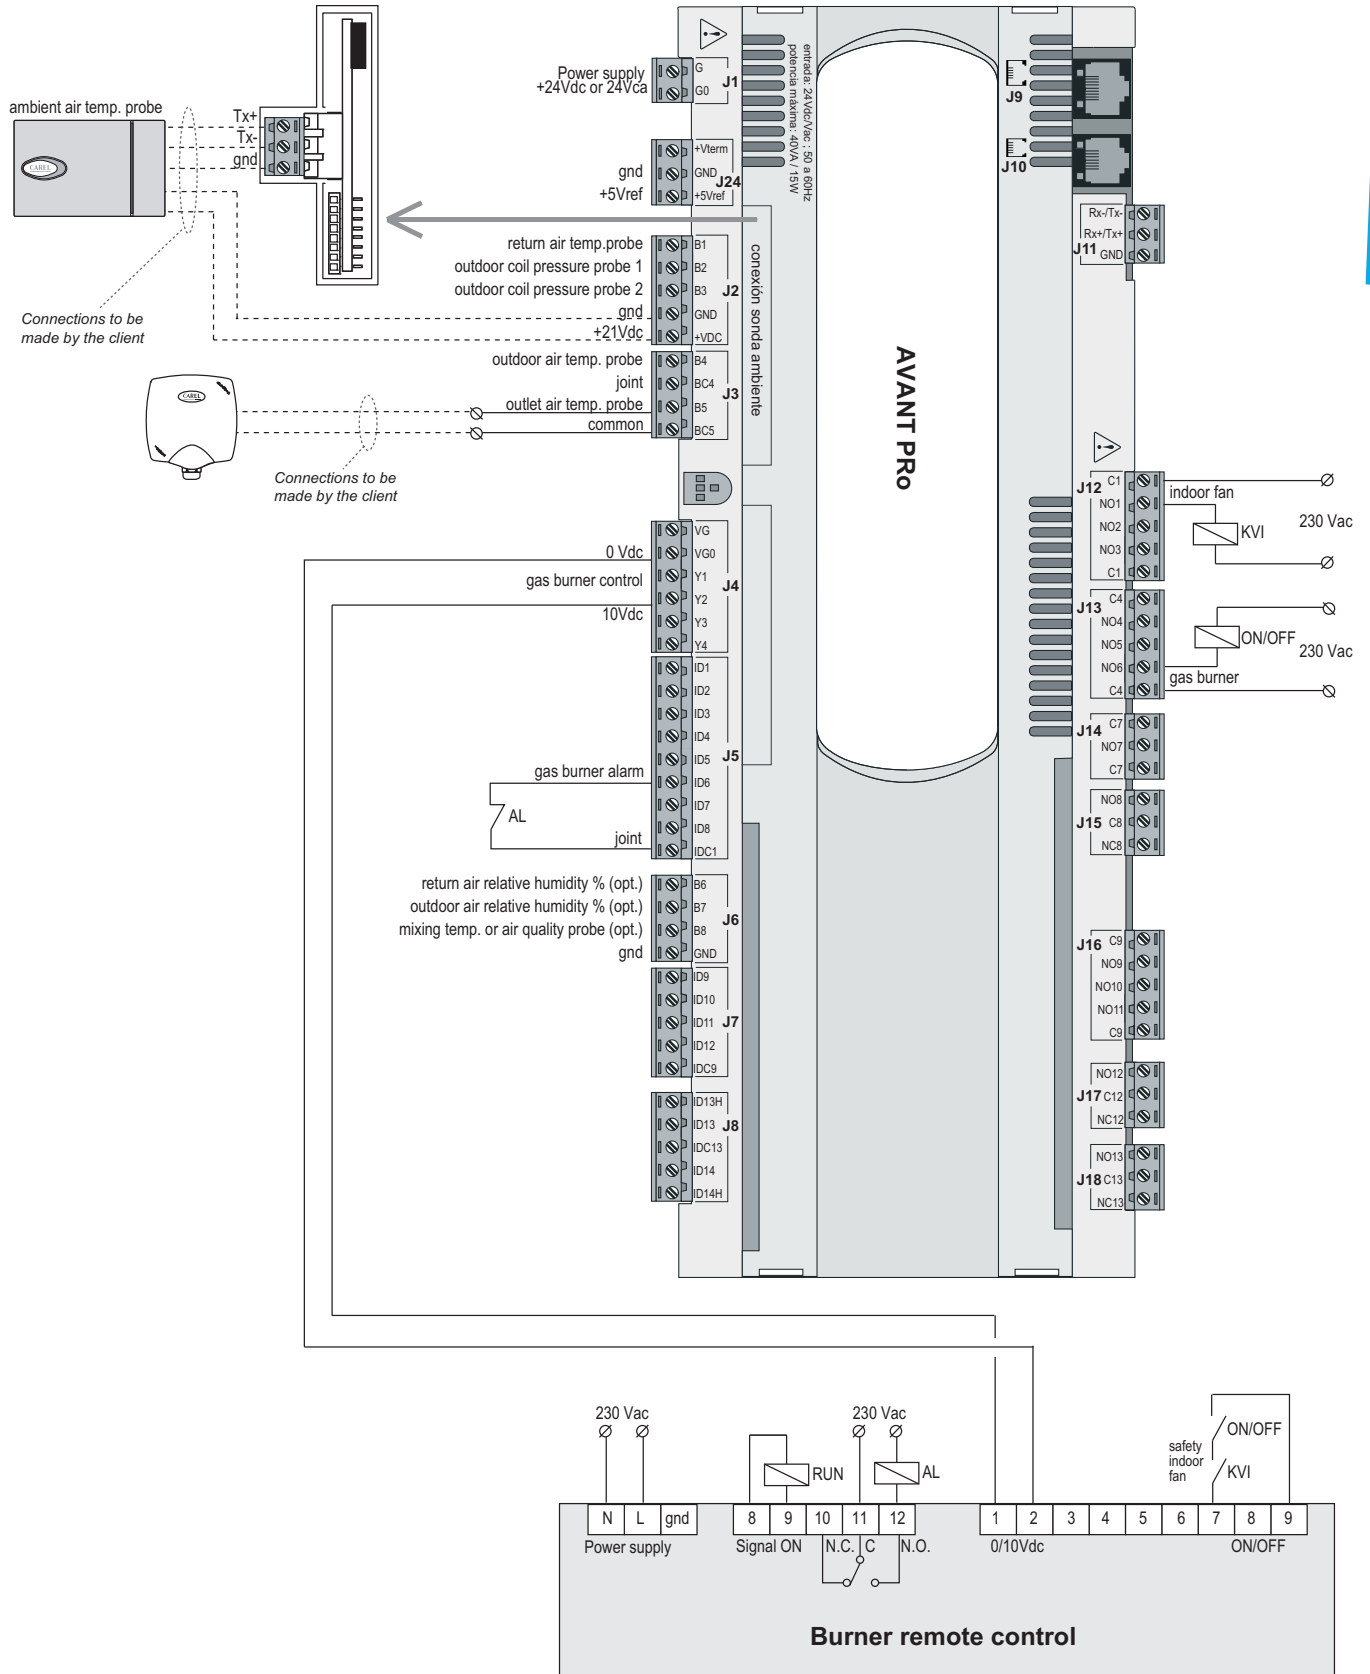 ambient air temp. probe
CAREL
Tx+
Tx-
gnd
Connections to be
made by the client
CAREL
Connections to be
made by the client
Power supply
+24Vdc or 24Vca
G
G0
J1
gnd
+5Vref
+Vterm
GND
+5Vref
J24
return air temp.probe
outdoor coil pressure probe 1
outdoor coil pressure probe 2
gnd
+21Vdc
B1
B2
B3
GND
+VDC
J2
outdoor air temp. probe
joint
outlet air temp. probe
common
B4
BC4
B5
BC5
J3
0 Vdc
gas burner control
10Vdc
VG
VG0
Y1
Y2
Y3
Y4
J4
gas burner alarm
AL
joint
ID1
ID2
ID3
ID4
ID5
ID6
ID7
ID8
IDC1
J5
return air relative humidity % (opt.)
outdoor air relative humidity % (opt.)
mixing temp. or air quality probe (opt.)
gnd
B6
B7
B8
GND
J6
ID9
ID10
ID11
ID12
IDC9
J7
ID13H
ID13
IDC13
ID14
ID14H
J8
entrada: 24Vdc/Vac ; 50 a 60Hz
potencia máxima: 40VA / 15W
conexión sonda ambiente
AVANT PRo
J9
J10
Rx-/Tx-
Rx+/Tx+
GND
J11
J12
C1
NO1
NO2
NO3
C1
indoor fan
KVI
230 Vac
J13
C4
NO4
NO5
NO6
C4
ON/OFF
230 Vac
gas burner
J14
C7
NO7
C7
J15
NO8
C8
NC8
J16
C9
NO9
NO10
NO11
C9
J17
NO12
C12
NC12
J18
NO13
C13
NC13
230 Vac
N
L
gnd
Power supply
RUN
230 Vac
AL
8
9
10
11
12
Signal ON
N.C.
C
N.O.
1
2
3
4
5
6
7
8
9
0/10Vdc
ON/OFF
safety
indoor
fan
ON/OFF
KVI
Burner remote control